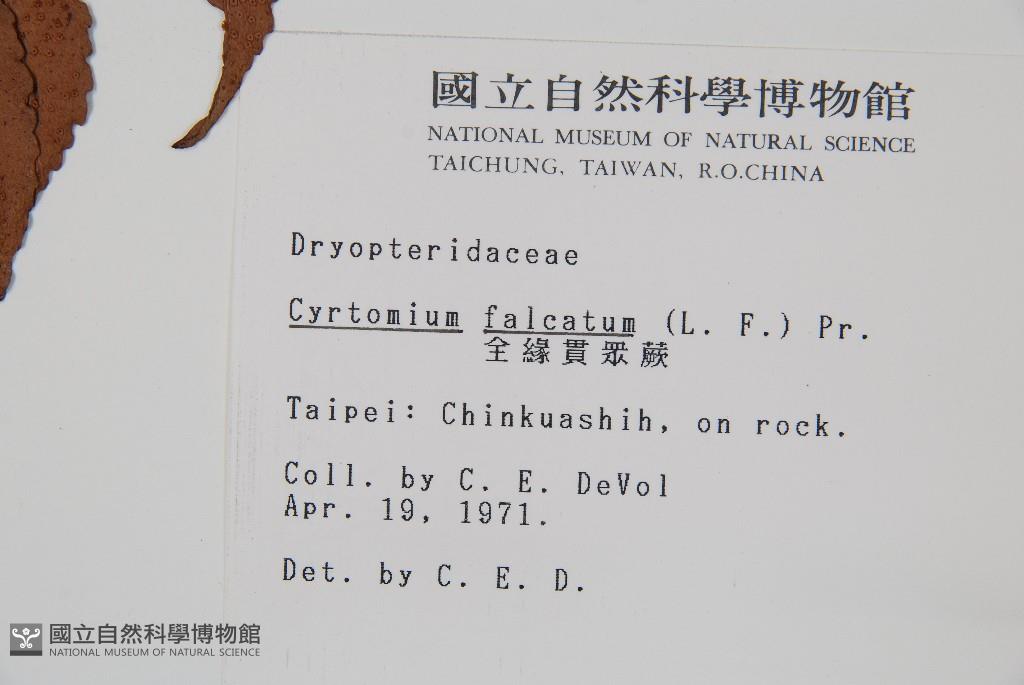 國立自然科學博物館
NATIONAL MUSEUM OF NATURAL SCIENCE
TAICHUNG, TAIWAN, R.O.CHINA
Dryopteridaceae
Cyrtomium falcatum (L. F.) Pr.
全緣貫眾蕨
Taipei: Chinkuashih, on rock.
Coll. by C. E. DeVol
Apr. 19, 1971.
Det. by C. E. D.
國立自然科學博物館
NATIONAL MUSEUM OF NATURAL SCIENCE